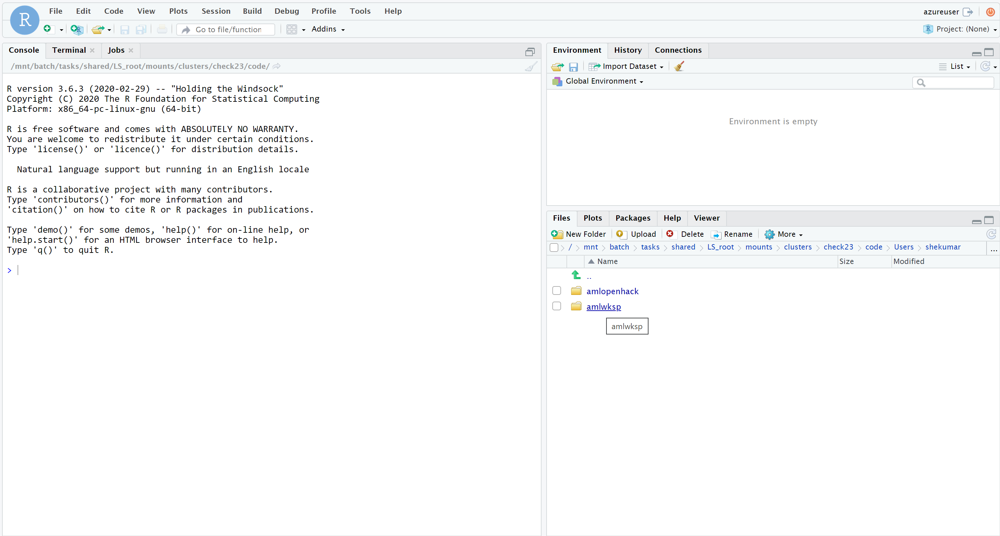 R
File Edit Code View Plots Session Build Debug Profile Tools Help
azureuser
Go to file/function
Addins
R Project: (None)
Console Terminal Jobs
/mnt/batch/tasks/shared/LS_root/mounts/clusters/check23/code/
R version 3.6.3 (2020-02-29) -- "Holding the Windsock"
Copyright (C) 2020 The R Foundation for Statistical Computing
Platform: x86_64-pc-linux-gnu (64-bit)
R is free software and comes with ABSOLUTELY NO WARRANTY.
You are welcome to redistribute it under certain conditions.
Type 'license()' or 'licence()' for distribution details.
Natural language support but running in an English locale
R is a collaborative project with many contributors.
Type 'contributors()' for more information and
'citation()' on how to cite R or R packages in publications.
Type 'demo()' for some demos, 'help()' for on-line help, or
'help.start()' for an HTML browser interface to help.
Type 'q()' to quit R.
>
Environment History Connections
Import Dataset List
Global Environment
Environment is empty
Files Plots Packages Help Viewer
New Folder Upload Delete Rename More
/ mnt batch tasks shared LS_root mounts clusters check23 code Users shekumar ...
Name Size Modified
..
amlopenhack
amlwksp
amlwksp